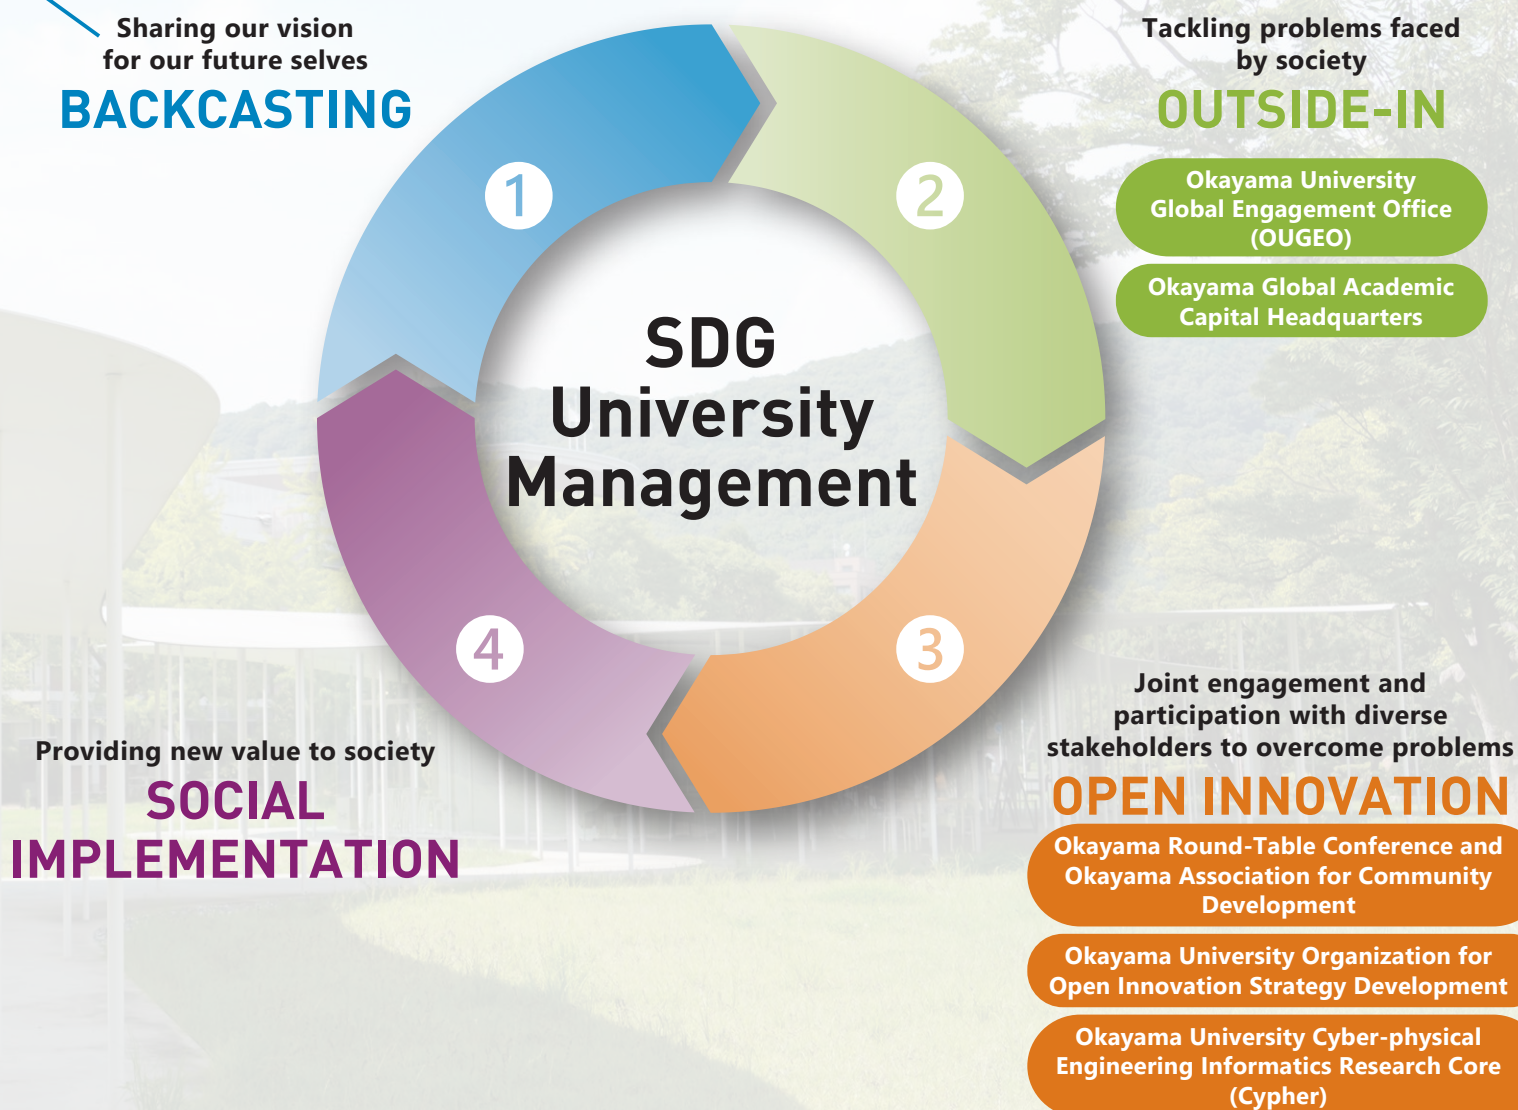 Sharing our vision
for our future selves
BACKCASTING
1
Tackling problems faced
by society
OUTSIDE-IN
Okayama University
Global Engagement Office
(OUGEO)
Okayama Global Academic
Capital Headquarters
2
SDG
University
Management
3
Joint engagement and
participation with diverse
stakeholders to overcome problems
OPEN INNOVATION
Okayama Round-Table Conference and
Okayama Association for Community
Development
Okayama University Organization for
Open Innovation Strategy Development
Okayama University Cyber-physical
Engineering Informatics Research Core
(Cypher)
4
Providing new value to society
SOCIAL
IMPLEMENTATION